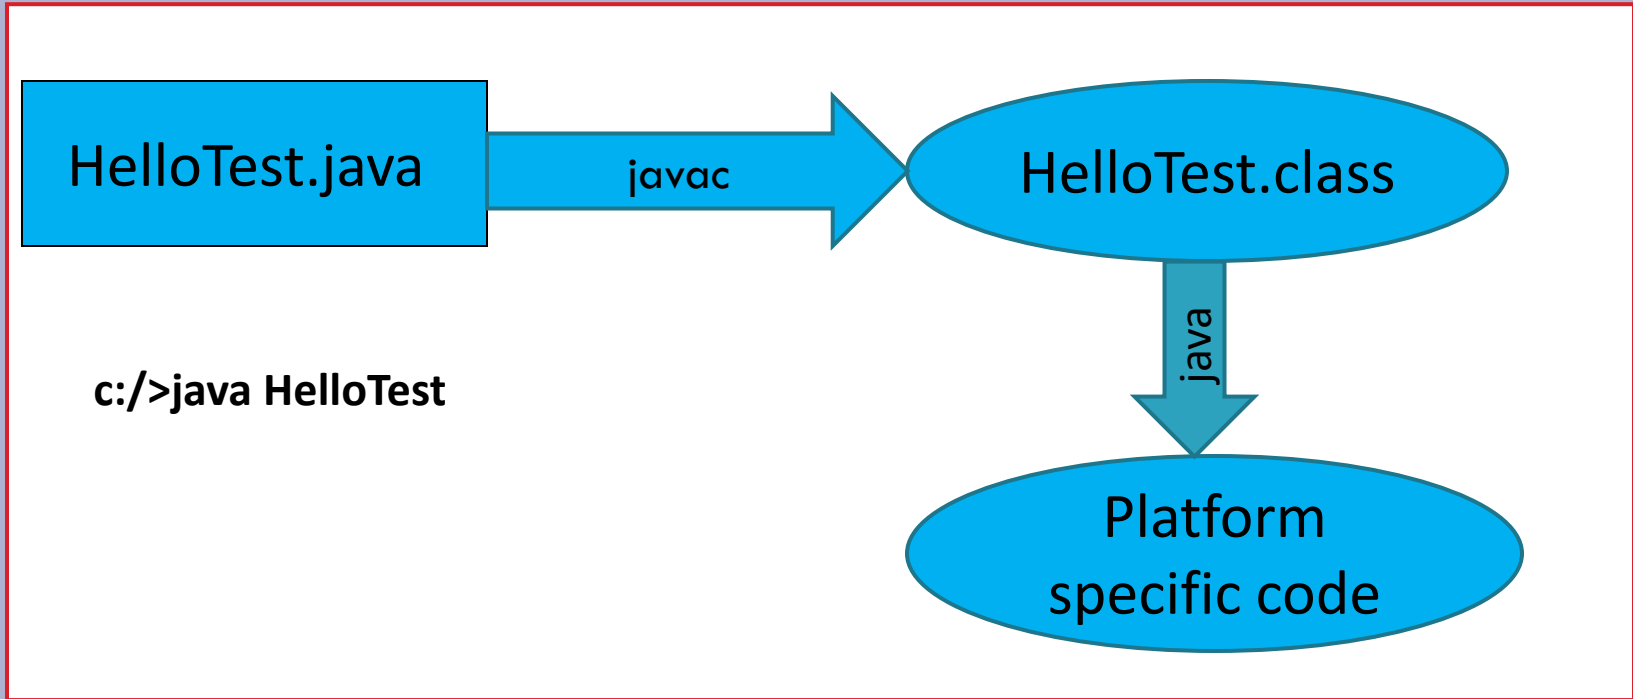 HelloTest.java
javac
HelloTest.class
java
c:/>java HelloTest
Platform
specific code